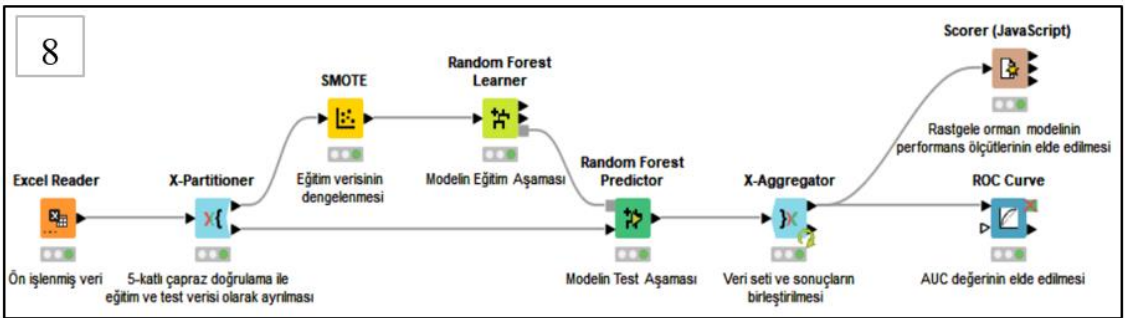 8
Scorer (JavaScript)
Rastgele orman modelinin
performans ölçütlerinin elde edilmesi
Random Forest
Learner
Modelin Eğitim Aşaması
SMOTE
Eğitim verisinin
dengelenmesi
Excel Reader
Ön işlenmiş veri
X-Partitioner
5-katlı çapraz doğrulama ile
eğitim ve test verisi olarak ayrılması
Random Forest
Predictor
Modelin Test Aşaması
X-Aggregator
Veri seti ve sonuçların
birleştirilmesi
ROC Curve
AUC değerinin elde edilmesi